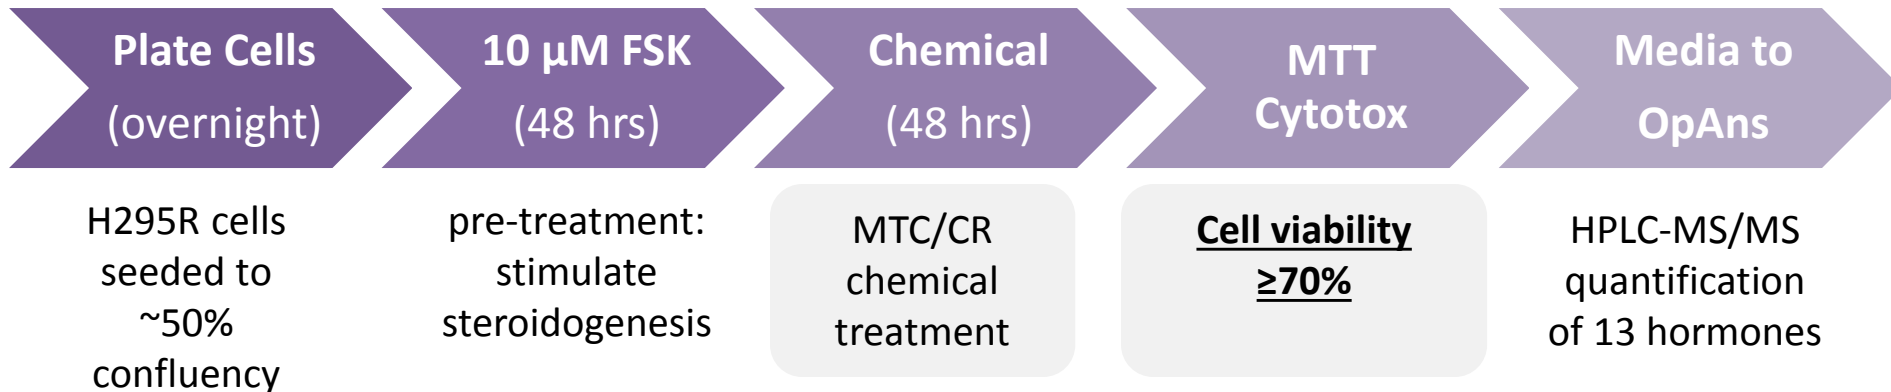 Plate Cells
(overnight)
10 µM FSK
(48 hrs)
Chemical
(48 hrs)
MTT
Cytotox
Media to
OpAns
H295R cells
seeded to
~50%
confluency
pre-treatment:
stimulate
steroidogenesis
MTC/CR
chemical
treatment
Cell viability
≥70%
HPLC-MS/MS
quantification
of 13 hormones